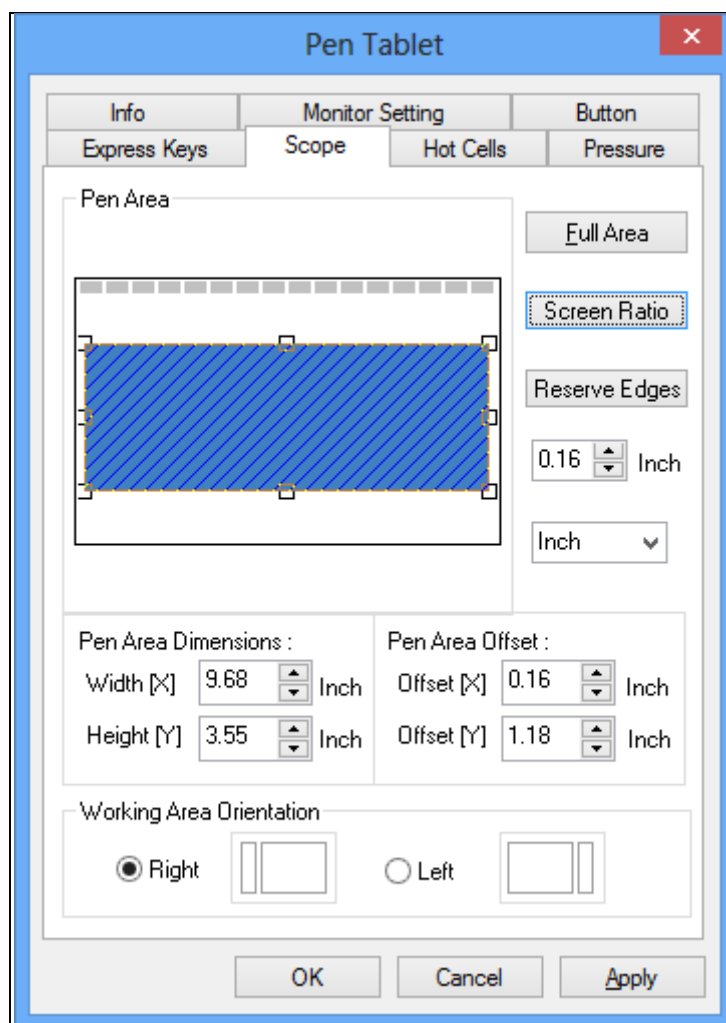 Pen Tablet
Info Monitor Setting Button
Express Keys Scope Hot Cells Pressure
Pen Area
Full Area
Screen Ratio
Reserve Edges
0.16 Inch
Inch
Pen Area Dimensions : Pen Area Offset :
Width [X] 9.68 Inch Offset [X] 0.16 Inch
Height [Y] 3.55 Inch Offset [Y] 1.18 Inch
Working Area Orientation
Right Left
OK Cancel Apply